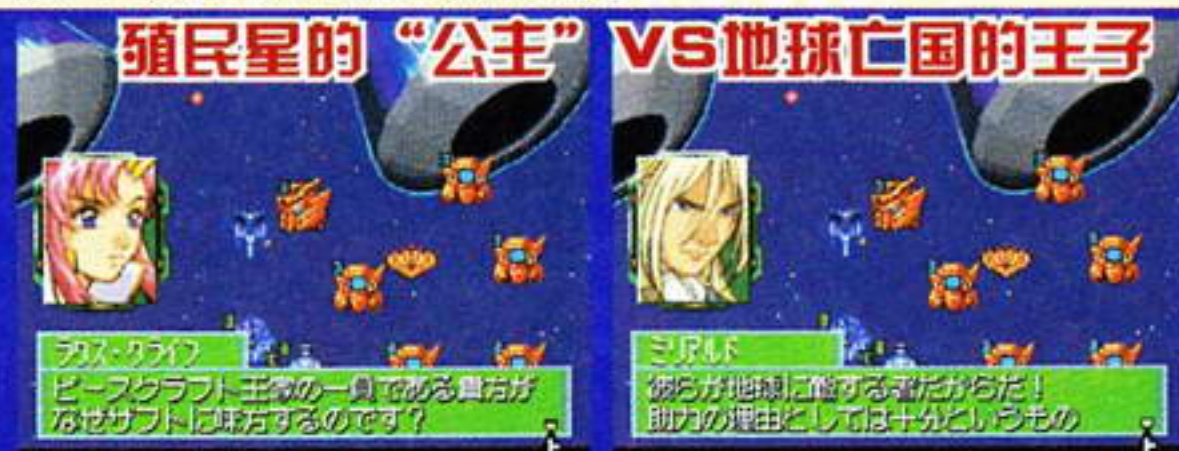 殖民星的“公主” VS地球亡国的王子
ラクス・クライン
ピースクラフト王家の一員である貴方が
なぜザフトに味方するのです？
ミリアルド
彼らが地球に敵する者だからだ！
助力の理由としては十分というもの